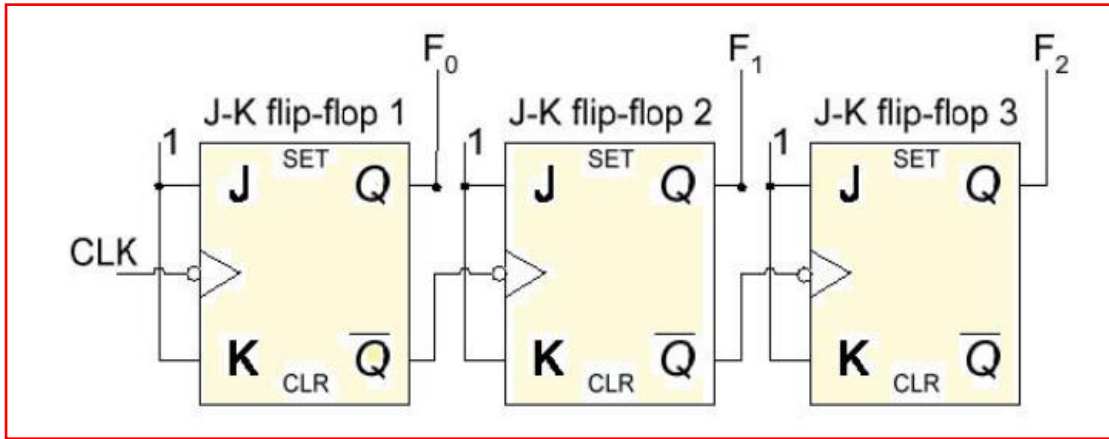 F₀ F₁ F₂
J-K flip-flop 1 J-K flip-flop 2 J-K flip-flop 3
1 SET 1 SET 1 SET
J Q J Q J Q
CLK
K Q̅ K Q̅ K Q̅
CLR CLR CLR